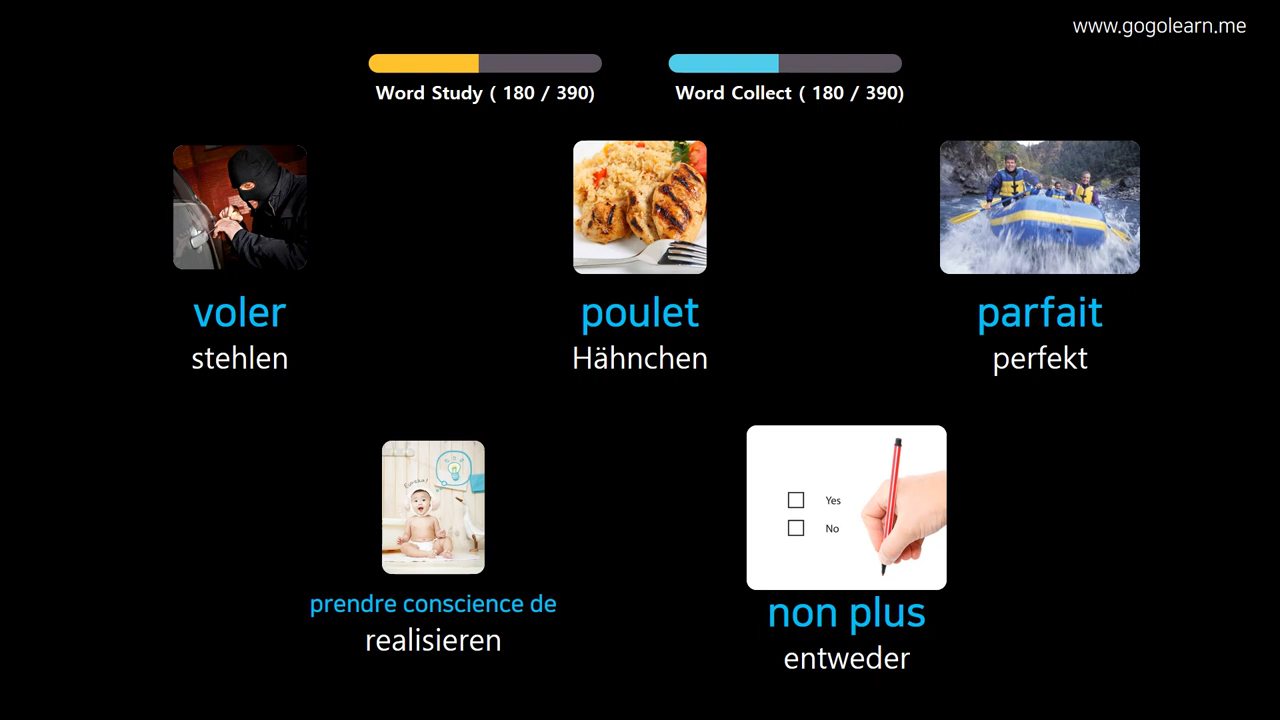 www.gogolearn.me
Word Study ( 180 / 390)
Word Collect ( 180 / 390)
voler
stehlen
poulet
Hähnchen
parfait
perfekt
Eureka!
prendre conscience de
realisieren
Yes
No
non plus
entweder